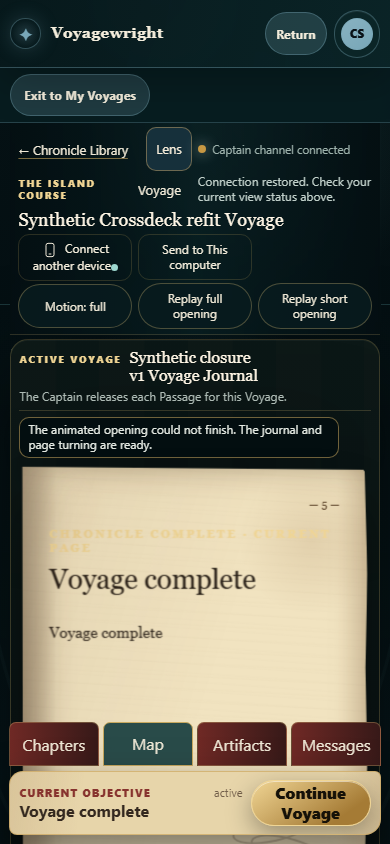 Voyagewright
Return
CS
Exit to My Voyages
← Chronicle Library
Lens
Captain channel connected
THE ISLAND
COURSE
Voyage
Connection restored. Check your
current view status above.
Synthetic Crossdeck refit Voyage
Connect
another device
Send to This
computer
Motion: full
Replay full
opening
Replay short
opening
ACTIVE VOYAGE
Synthetic closure
v1 Voyage Journal
The Captain releases each Passage for this Voyage.
The animated opening could not finish. The journal and
page turning are ready.
— 5 —
CHRONICLE COMPLETE · CURRENT
PAGE
Voyage complete
Voyage complete
Chapters
Map
Artifacts
Messages
CURRENT OBJECTIVE
Voyage complete
active
Continue
Voyage